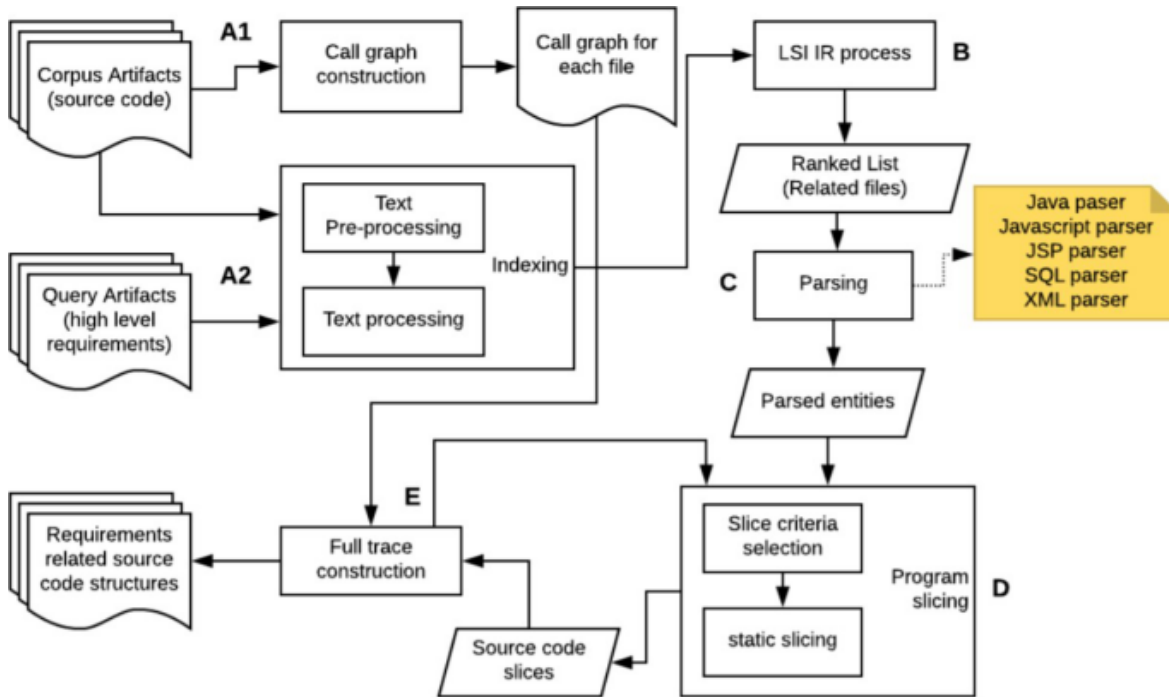 A1
Corpus Artifacts
(source code)
Call graph
construction
Call graph for
each file
LSI IR process
B
Ranked List
(Related files)
Text
Pre-processing
Indexing
Text processing
A2
Query Artifacts
(high level
requirements)
C
Parsing
Java paser
Javascript parser
JSP parser
SQL parser
XML parser
Parsed entities
E
Requirements
related source
code structures
Full trace
construction
Slice criteria
selection
Program
slicing
D
static slicing
Source code
slices